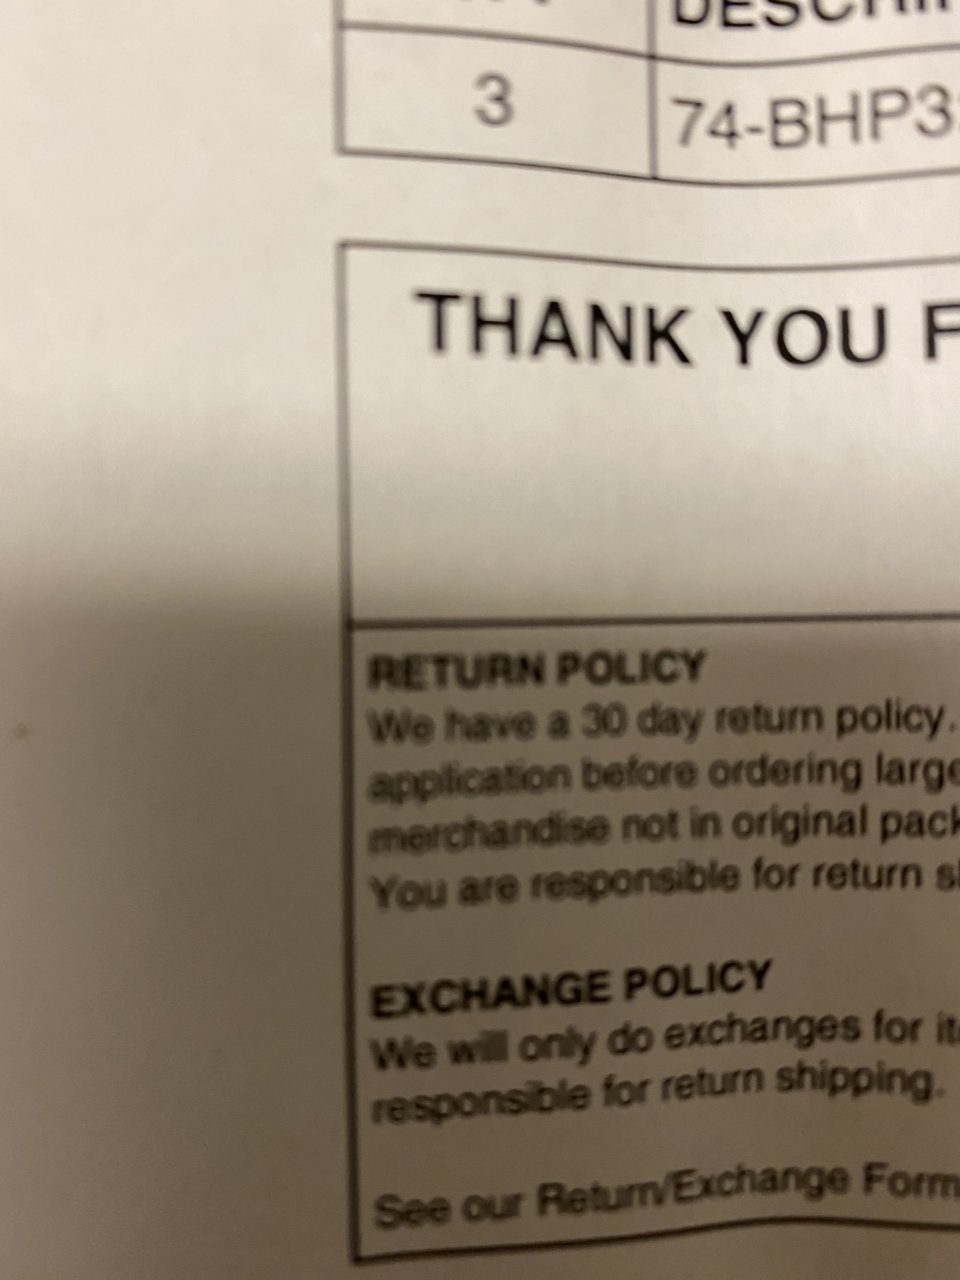 DESCRI
3 74-BHP3
THANK YOU F
RETURN POLICY
We have a 30 day return policy.
application before ordering large
merchandise not in original pack
You are responsible for return s
EXCHANGE POLICY
We will only do exchanges for it
responsible for return shipping.
See our Return/Exchange Form